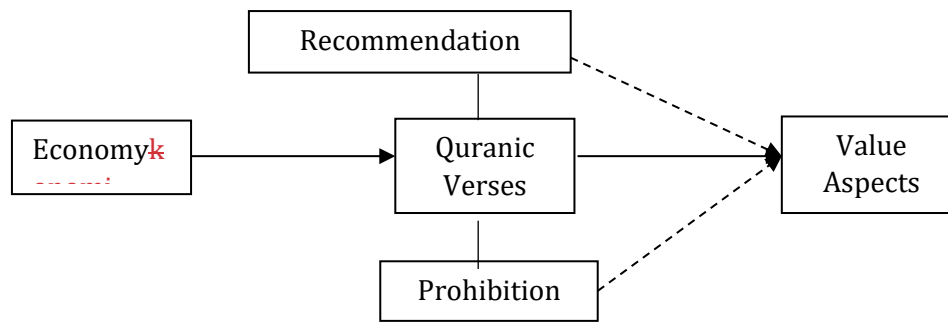 Recommendation
Economyk
Quranic
Verses
Value
Aspects
Prohibition